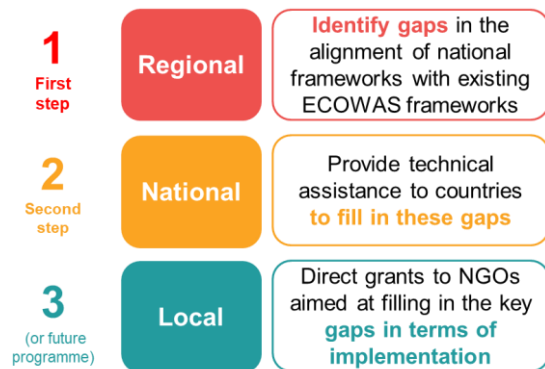 1
First
step
Regional
Identify gaps in the
alignment of national
frameworks with existing
ECOWAS frameworks
2
Second
step
National
Provide technical
assistance to countries
to fill in these gaps
3
(or future
programme)
Local
Direct grants to NGOs
aimed at filling in the key
gaps in terms of
implementation